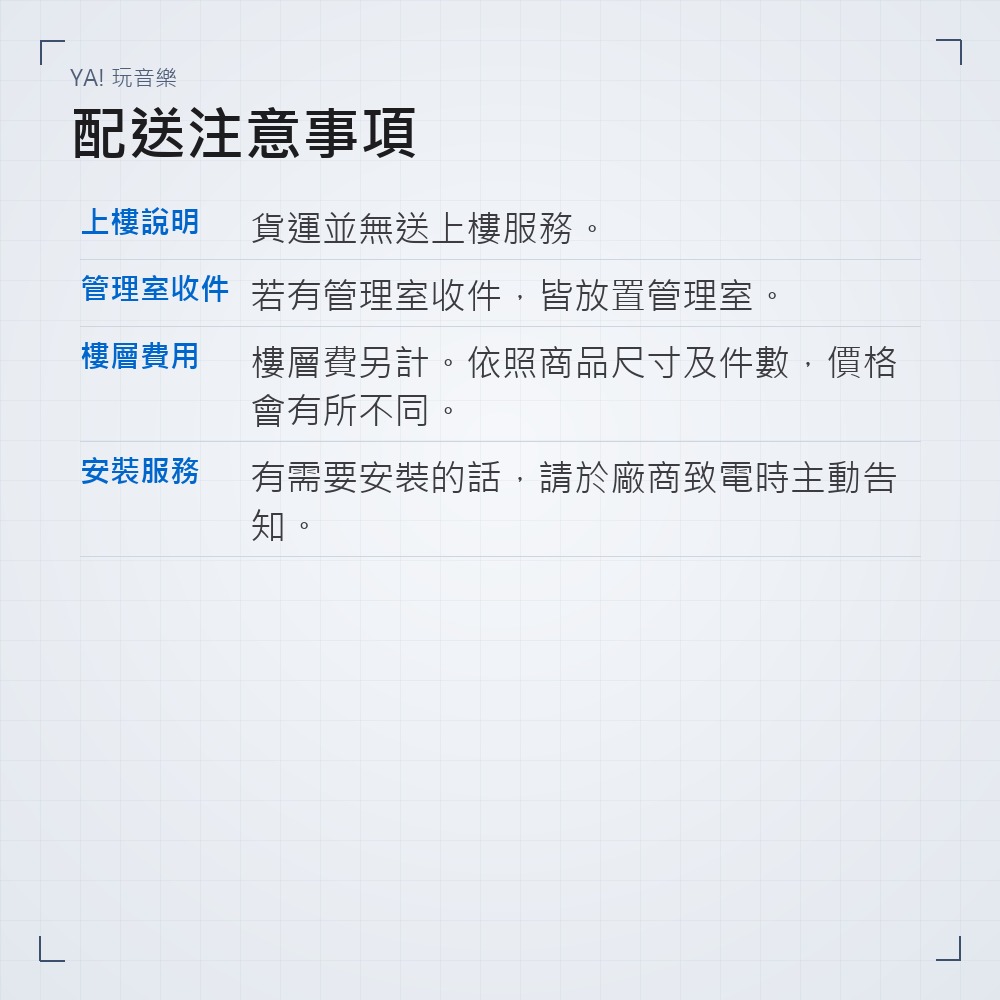 YA! 玩音樂
配送注意事項
上樓說明 貨運並無送上樓服務。
管理室收件 若有管理室收件，皆放置管理室。
樓層費用 樓層費另計。依照商品尺寸及件數，價格
會有所不同。
安裝服務 有需要安裝的話，請於廠商致電時主動告
知。